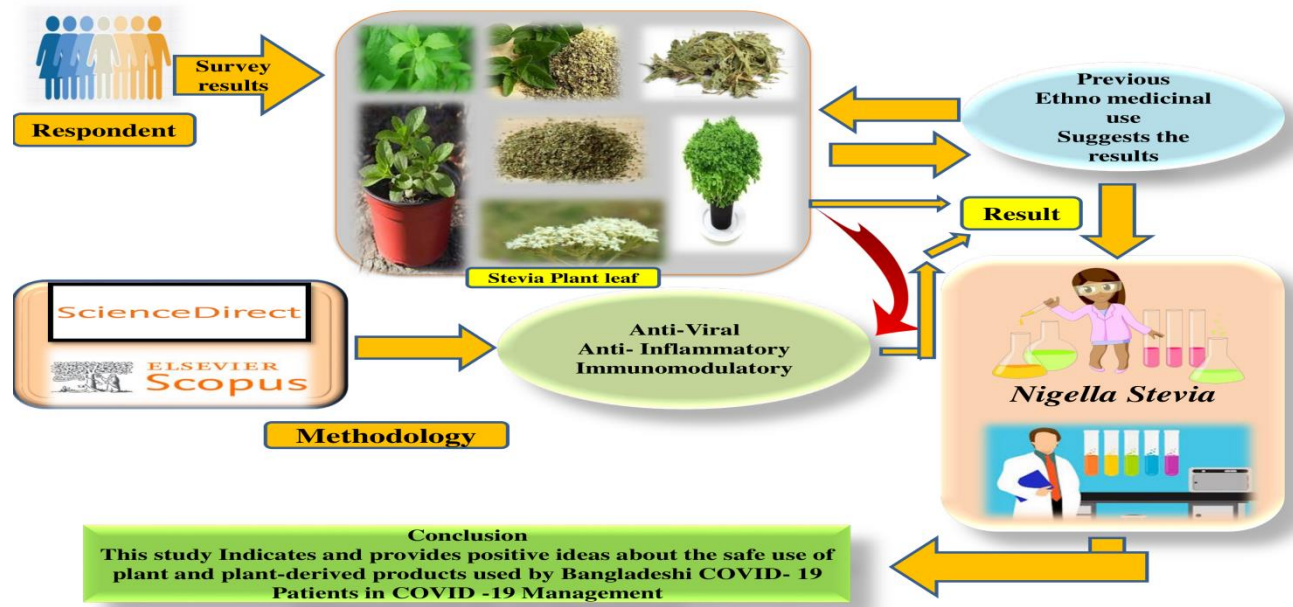 Survey
results
Respondent
Previous
Ethno medicinal
use
Suggests the
results
Result
Stevia Plant leaf
ScienceDirect
ELSEVIER
Scopus
Anti-Viral
Anti- Inflammatory
Immunomodulatory
Methodology
Nigella Stevia
Conclusion
This study Indicates and provides positive ideas about the safe use of
plant and plant-derived products used by Bangladeshi COVID- 19
Patients in COVID -19 Management